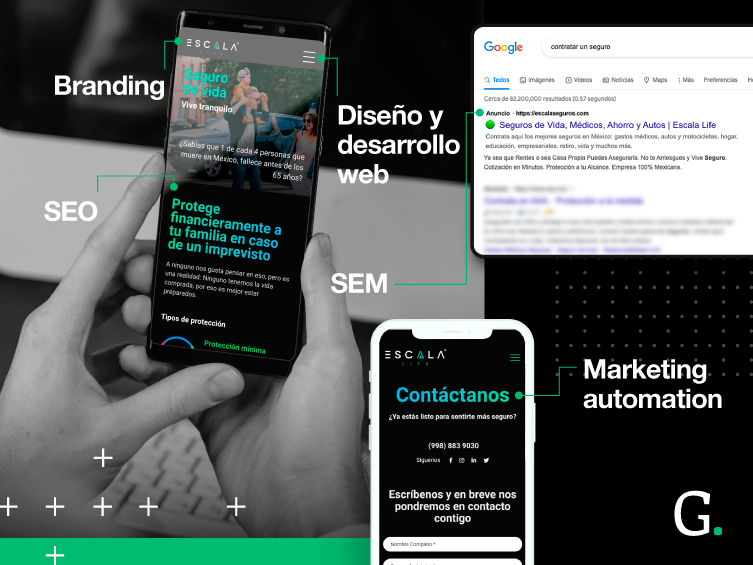 Branding
SEO
ESCALA
LIFE
Seguro
de vida
Vive tranquilo
¿Sabías que 1 de cada 4 personas que
muere en México, fallece antes de los
65 años?
Protege
financieramente a
tu familia en caso
de un imprevisto
A ninguno nos gusta pensar en eso, pero es
una realidad: Ninguno tenemos la vida
comprada, por eso es mejor estar
preparados.
Tipos de protección
Protección mínima
Diseño y
desarrollo
web
SEM
Google
contratar un seguro
Todos Imágenes Videos Noticias Maps Más Preferencias
Cerca de 82,200,000 resultados (0.57 segundos)
Anuncio · https://escalaseguros.com
Seguros de Vida, Médicos, Ahorro y Autos | Escala Life
Contrata aquí los mejores seguros en México: gastos médicos, autos y motocicletas, hogar,
educación, empresariales, retiro, vida y muchos más.
Ya sea que Rentes o sea Casa Propia Puedes Asegurarla. No te Arriesgues y Vive Seguro.
Cotización en Minutos. Protección a tu Alcance. Empresa 100% Mexicana.
ESCALA
LIFE
Contáctanos
¿Ya estás listo para sentirte más seguro?
(998) 883 9030
Síguenos
Escríbenos y en breve nos
pondremos en contacto
contigo
Nombre Completo *
Marketing
automation
G.